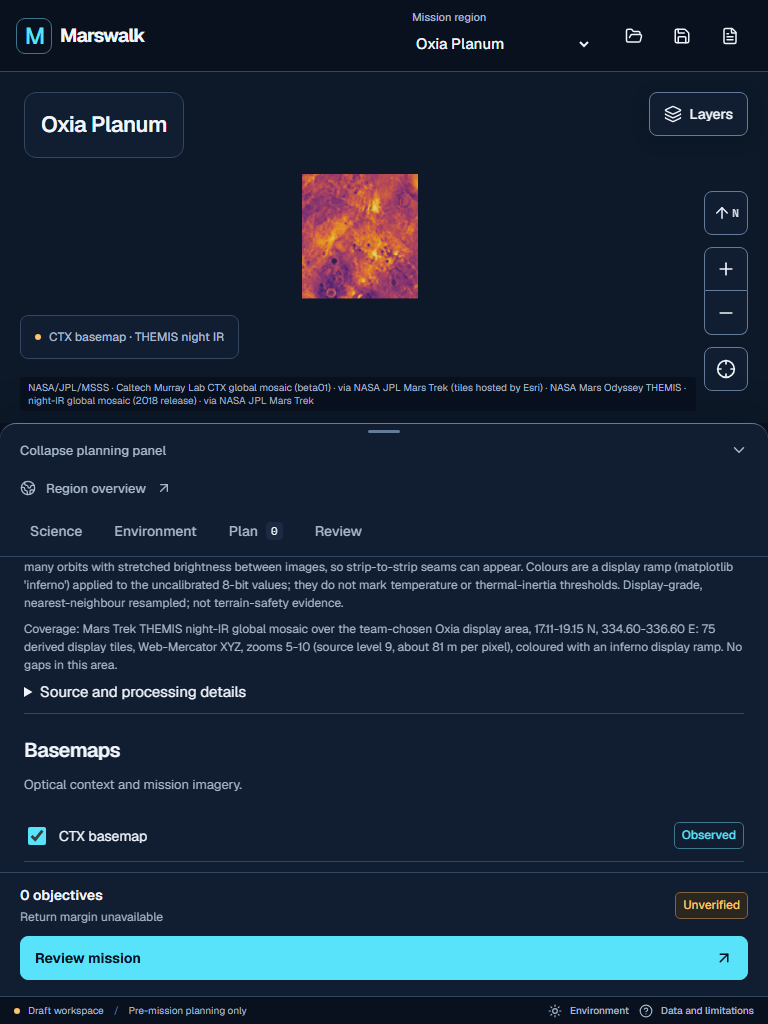 M Marswalk
Mission region
Oxia Planum
Oxia Planum
Layers
N
CTX basemap · THEMIS night IR
NASA/JPL/MSSS · Caltech Murray Lab CTX global mosaic (beta01) · via NASA JPL Mars Trek (tiles hosted by Esri) · NASA Mars Odyssey THEMIS ·
night-IR global mosaic (2018 release) · via NASA JPL Mars Trek
Collapse planning panel
Region overview
Science Environment Plan 0 Review
many orbits with stretched brightness between images, so strip-to-strip seams can appear. Colours are a display ramp (matplotlib
'inferno') applied to the uncalibrated 8-bit values; they do not mark temperature or thermal-inertia thresholds. Display-grade,
nearest-neighbour resampled; not terrain-safety evidence.
Coverage: Mars Trek THEMIS night-IR global mosaic over the team-chosen Oxia display area, 17.11-19.15 N, 334.60-336.60 E: 75
derived display tiles, Web-Mercator XYZ, zooms 5-10 (source level 9, about 81 m per pixel), coloured with an inferno display ramp. No
gaps in this area.
Source and processing details
Basemaps
Optical context and mission imagery.
CTX basemap
Observed
0 objectives
Return margin unavailable
Unverified
Review mission
Draft workspace / Pre-mission planning only
Environment
Data and limitations